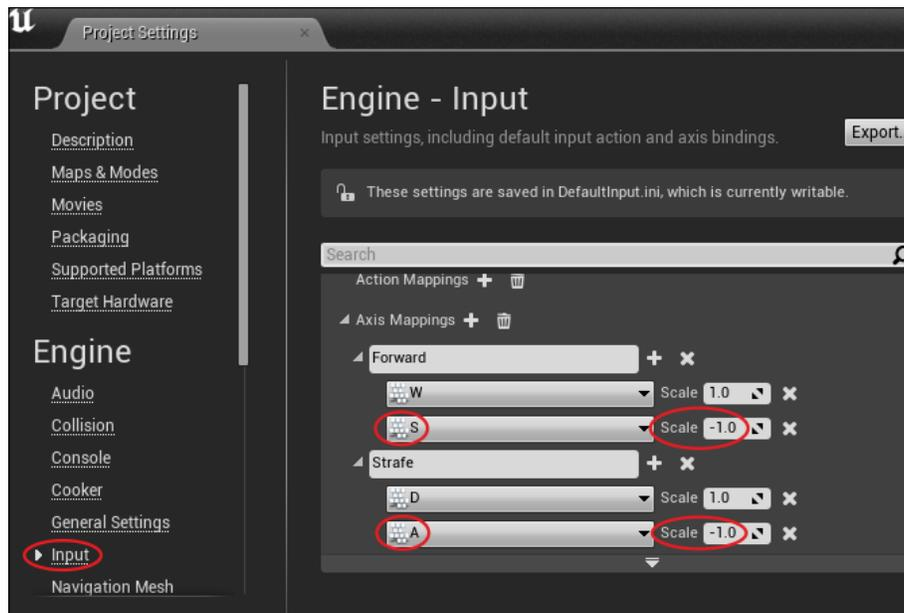 Project Settings
Project
Description
Maps & Modes
Movies
Packaging
Supported Platforms
Target Hardware
Engine
Audio
Collision
Console
Cooker
General Settings
Input
Navigation Mesh
Engine - Input
Input settings, including default input action and axis bindings.
Export.
These settings are saved in DefaultInput.ini, which is currently writable.
Search
Action Mappings
Axis Mappings
Forward
W Scale 1.0
S Scale -1.0
Strafe
D Scale 1.0
A Scale -1.0